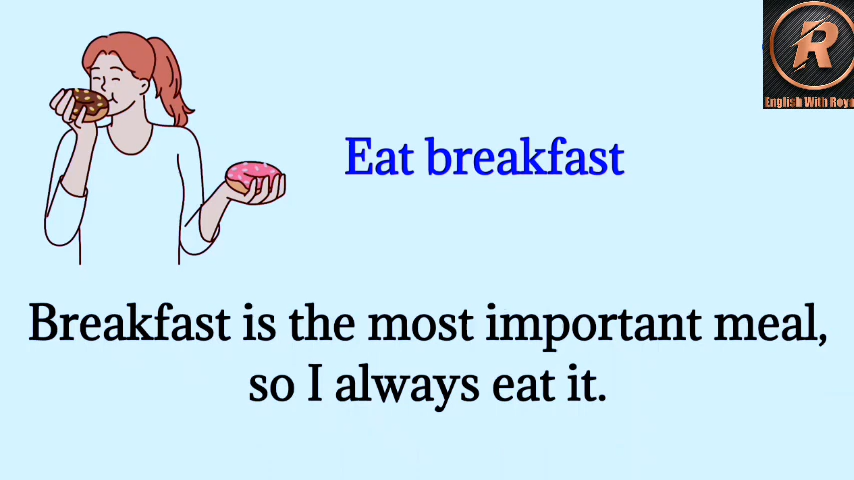 R
English With Roy
Eat breakfast
Breakfast is the most important meal,
so I always eat it.